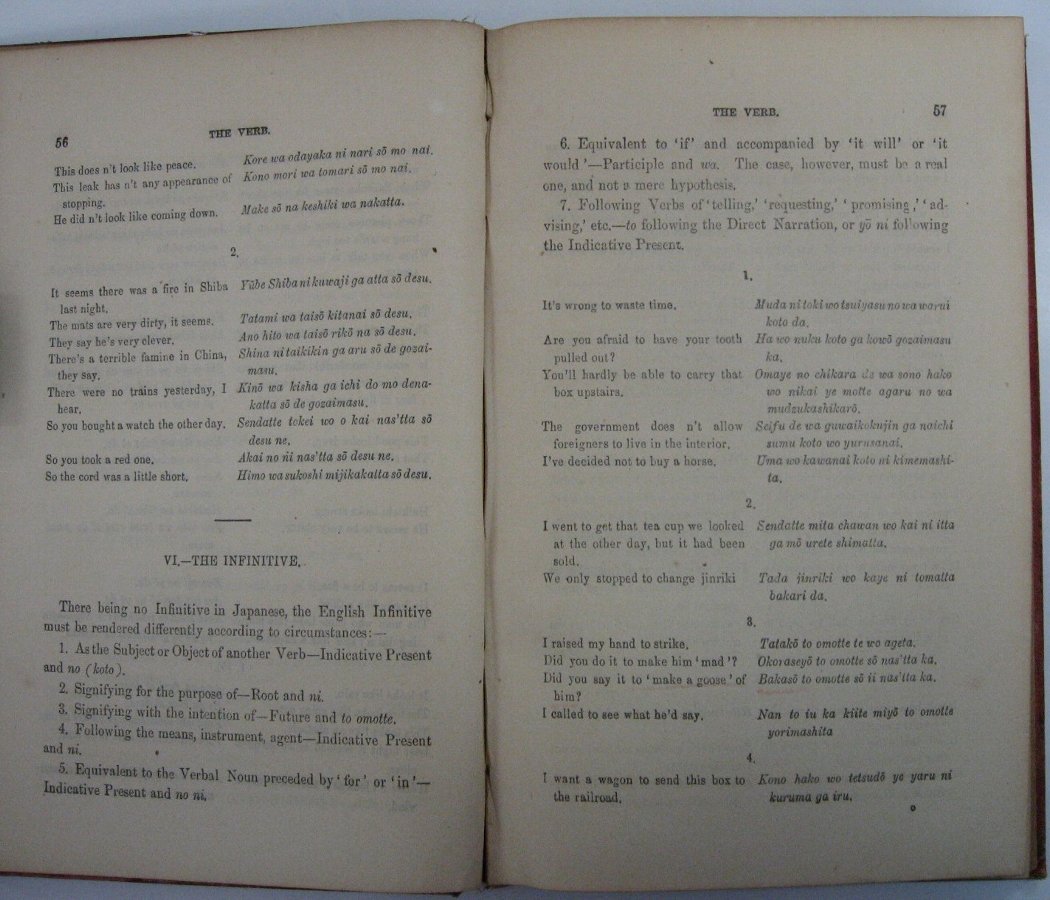 56
THE VERB.
This does n't look like peace. Kore wa odayaka ni nari sō mo nai.
This leak has n't any appearance of Kono mori wa tomari sō mo nai.
stopping.
He did n't look like coming down. Make sō na keshiki wa nakatta.
2.
It seems there was a fire in Shiba Yūbe Shiba ni kuwaji ga atta sō desu.
last night.
The mats are very dirty, it seems. Tatami wa taisō kitanai sō desu.
They say he's very clever. Ano hito wa taisō rikō na sō desu.
There's a terrible famine in China, Shina ni taikikin ga aru sō de gozai-
they say. masu.
There were no trains yesterday, I Kinō wa kisha ga ichi do mo dena-
hear. katta sō de gozaimasu.
So you bought a watch the other day. Sendatte tokei wo o kai nas'tta sō
desu ne.
So you took a red one. Akai no ni nas'tta sō desu ne.
So the cord was a little short. Himo wa sukoshi mijikakatta sō desu.
VI.—THE INFINITIVE.
There being no Infinitive in Japanese, the English Infinitive
must be rendered differently according to circumstances:—
1. As the Subject or Object of another Verb—Indicative Present
and no (koto).
2. Signifying for the purpose of—Root and ni.
3. Signifying with the intention of—Future and to omotte.
4. Following the means, instrument, agent—Indicative Present
and ni.
5. Equivalent to the Verbal Noun preceded by 'for' or 'in'—
Indicative Present and no ni.
THE VERB.
57
6. Equivalent to 'if' and accompanied by 'it will' or 'it
would'—Participle and wa. The case, however, must be a real
one, and not a mere hypothesis.
7. Following Verbs of 'telling,' 'requesting,' 'promising,' 'ad-
vising,' etc.—to following the Direct Narration, or yō ni following
the Indicative Present.
1.
It's wrong to waste time. Muda ni toki wo tsuiyasu no wa warui
koto da.
Are you afraid to have your tooth Ha wo nuku koto ga kowō gozaimasu
pulled out? ka.
You'll hardly be able to carry that Omaye no chikara de wa sono hako
box upstairs. wo nikai ye motte agaru no wa
mudzukashikarō.
The government does n't allow Seifu de wa guwaikokujin ga naichi
foreigners to live in the interior. sumu koto wo yurusanai.
I've decided not to buy a horse. Uma wo kawanai koto ni kimemashi-
ta.
2.
I went to get that tea cup we looked Sendatte mita chawan wo kai ni itta
at the other day, but it had been ga mō urete shimatta.
sold.
We only stopped to change jinriki Tada jinriki wo kaye ni tomatta
bakari da.
3.
I raised my hand to strike. Tatakō to omotte te wo ageta.
Did you do it to make him 'mad'? Okoraseyō to omotte sō nas'tta ka.
Did you say it to 'make a goose' of Bakasō to omotte sō ii nas'tta ka.
him?
I called to see what he'd say. Nan to iu ka kiite miyō to omotte
yorimashita
4.
I want a wagon to send this box to Kono hako wo tetsudō ye yaru ni
the railroad. kuruma ga iru.